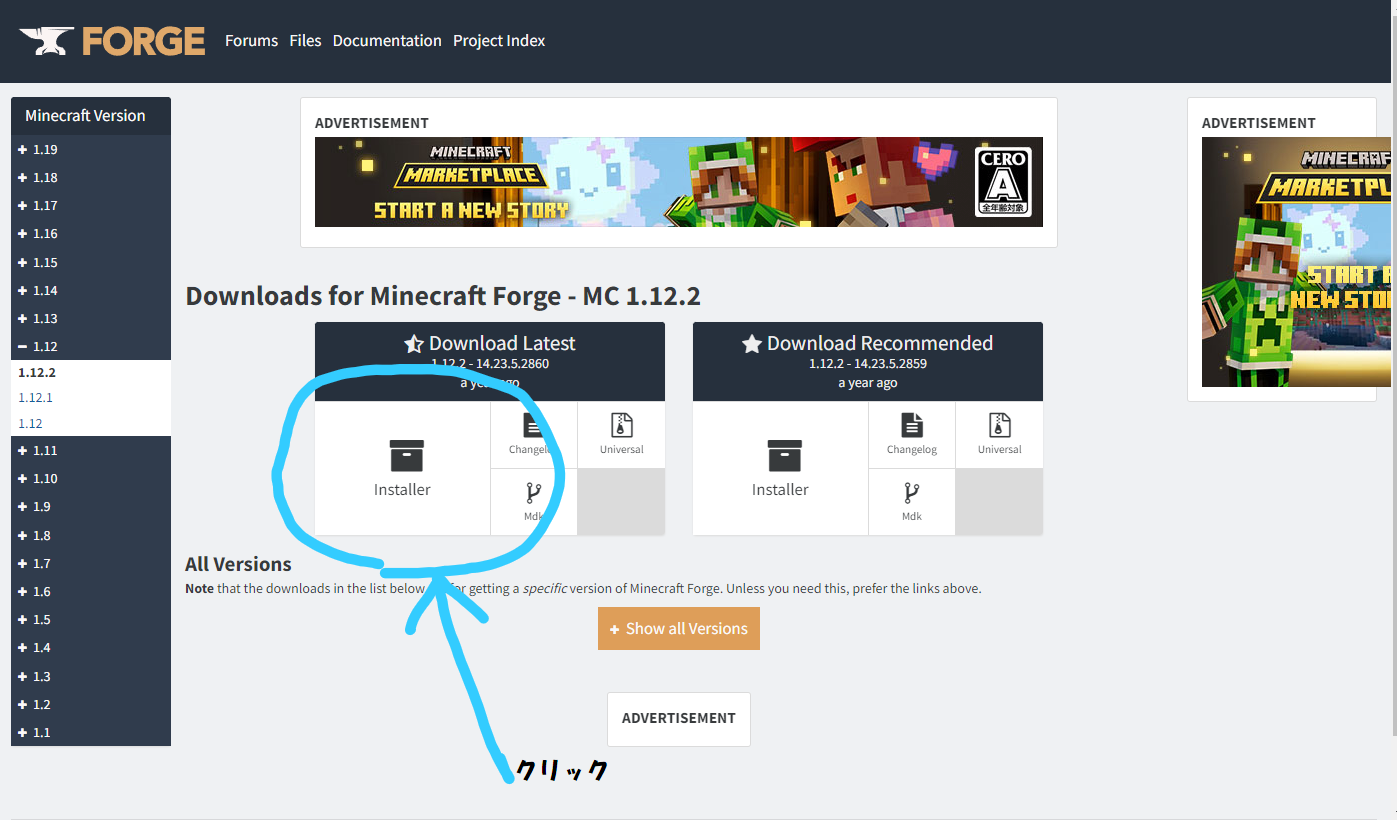 FORGE Forums Files Documentation Project Index
Minecraft Version
1.19
1.18
1.17
1.16
1.15
1.14
1.13
1.12
1.12.2
1.12.1
1.12
1.11
1.10
1.9
1.8
1.7
1.6
1.5
1.4
1.3
1.2
1.1
ADVERTISEMENT
MINECRAFT
MARKETPLACE
START A NEW STORY
CERO
A
全年齢対象
ADVERTISEMENT
Downloads for Minecraft Forge - MC 1.12.2
Download Latest
1.12.2 - 14.23.5.2860
a year ago
Installer
Changelog
Universal
Mdk
Download Recommended
1.12.2 - 14.23.5.2859
a year ago
Installer
Changelog
Universal
Mdk
All Versions
Note that the downloads in the list below for getting a specific version of Minecraft Forge. Unless you need this, prefer the links above.
+ Show all Versions
ADVERTISEMENT
クリック